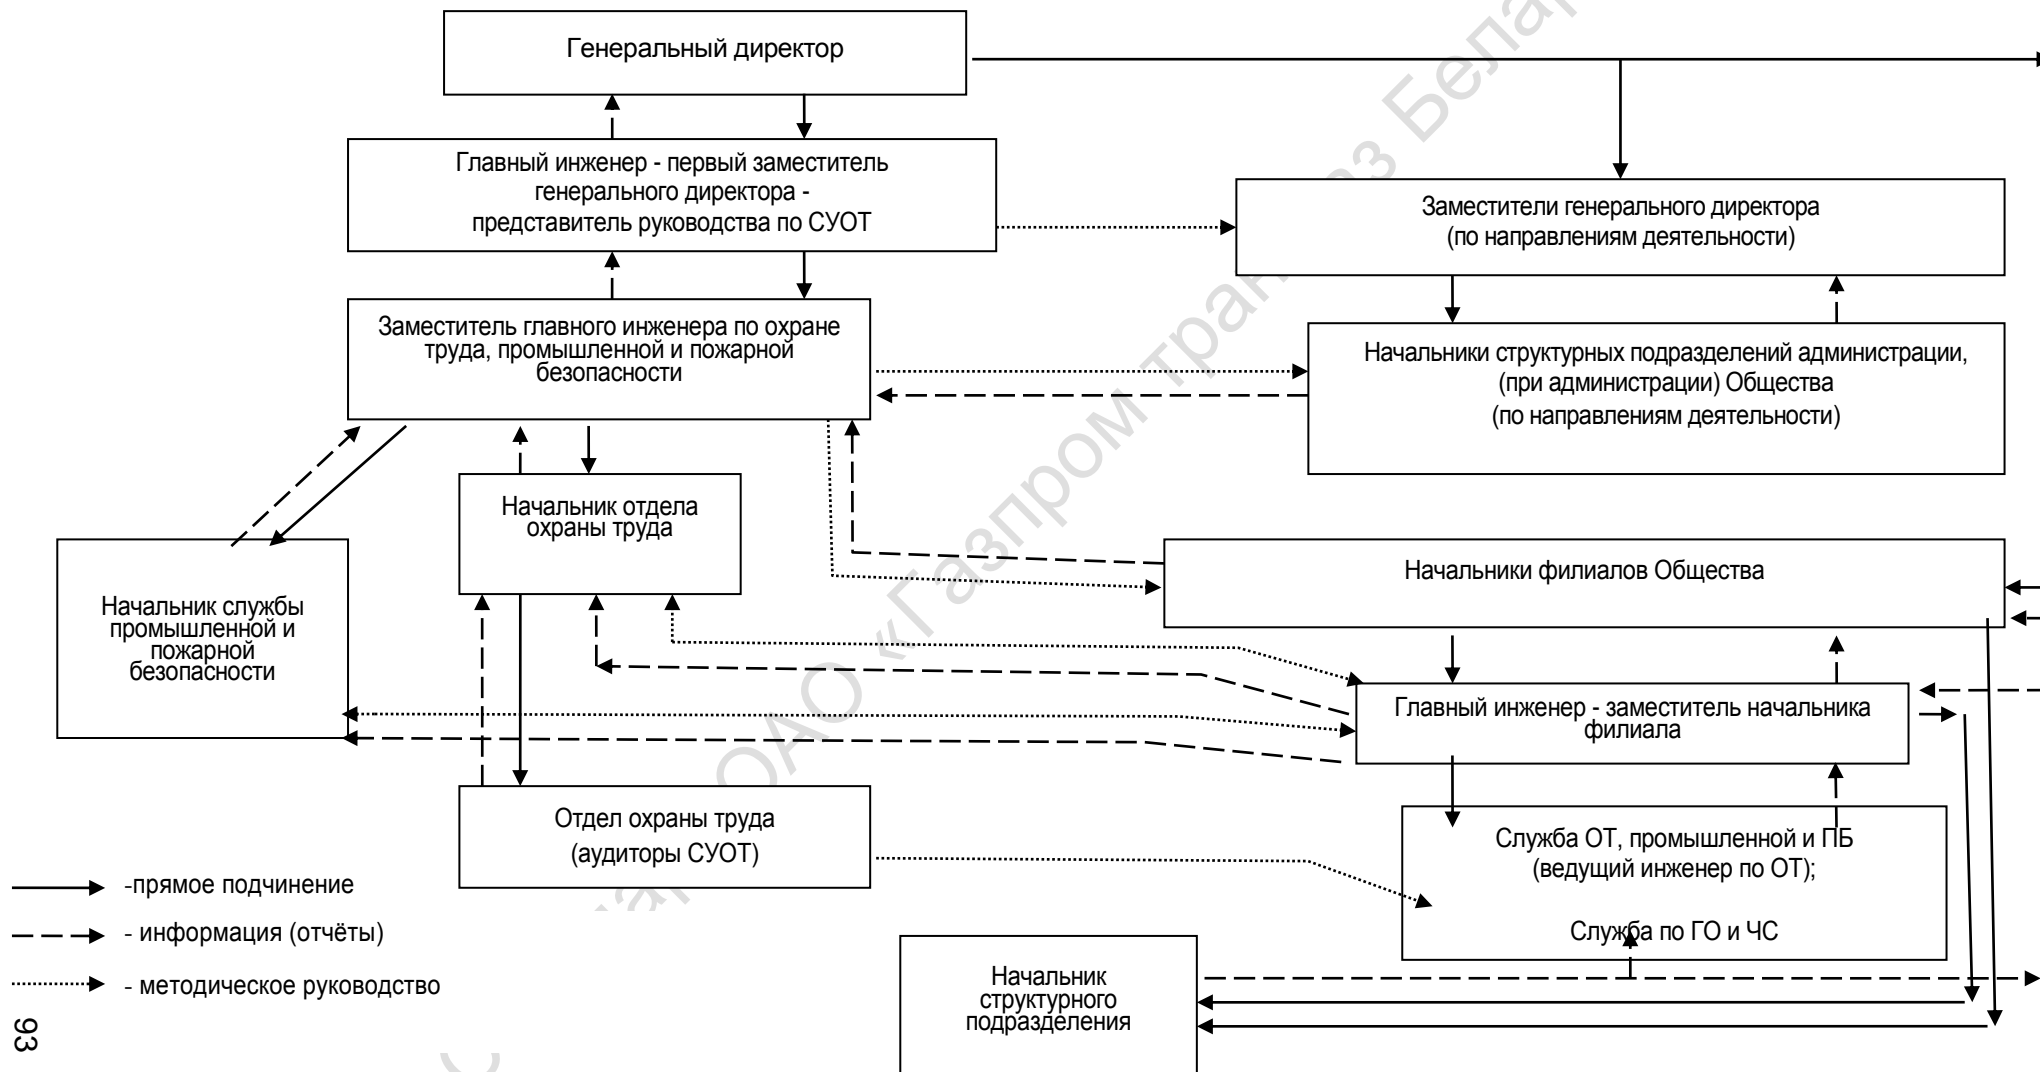 Генеральный директор
Главный инженер - первый заместитель
генерального директора -
представитель руководства по СУОТ
Заместители генерального директора
(по направлениям деятельности)
Заместитель главного инженера по охране
труда, промышленной и пожарной
безопасности
Начальники структурных подразделений администрации,
(при администрации) Общества
(по направлениям деятельности)
Начальник отдела
охраны труда
Начальники филиалов Общества
Начальник службы
промышленной и
пожарной
безопасности
Главный инженер - заместитель начальника
филиала
Отдел охраны труда
(аудиторы СУОТ)
Служба ОТ, промышленной и ПБ
(ведущий инженер по ОТ);
Служба по ГО и ЧС
-прямое подчинение
- информация (отчёты)
- методическое руководство
Начальник
структурного
подразделения
93
ОАО «Газпром